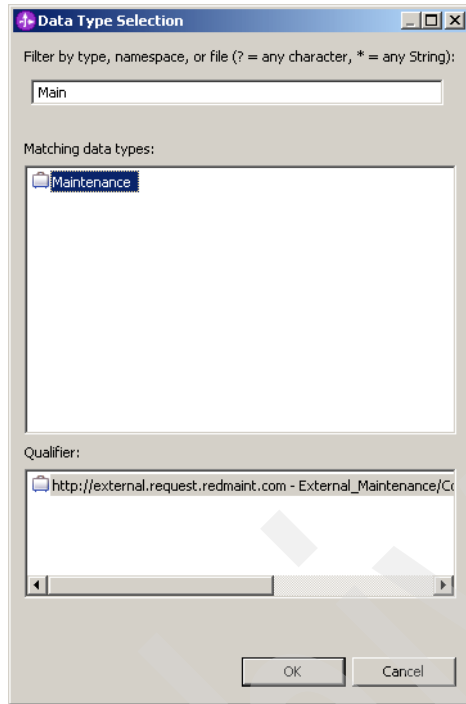 Data Type Selection
Filter by type, namespace, or file (? = any character, * = any String):
Main
Matching data types:
Maintenance
Qualifier:
http://external.request.redmaint.com - External_Maintenance/Co
OK
Cancel